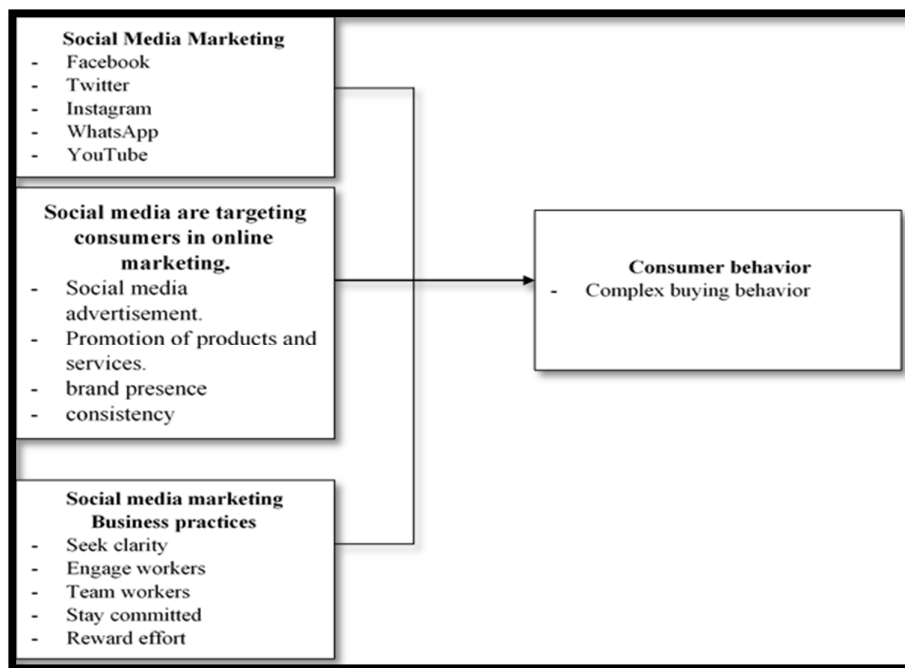 Social Media Marketing
- Facebook
- Twitter
- Instagram
- WhatsApp
- YouTube
Social media are targeting
consumers in online
marketing.
- Social media
advertisement.
- Promotion of products and
services.
- brand presence
- consistency
Social media marketing
Business practices
- Seek clarity
- Engage workers
- Team workers
- Stay committed
- Reward effort
Consumer behavior
- Complex buying behavior